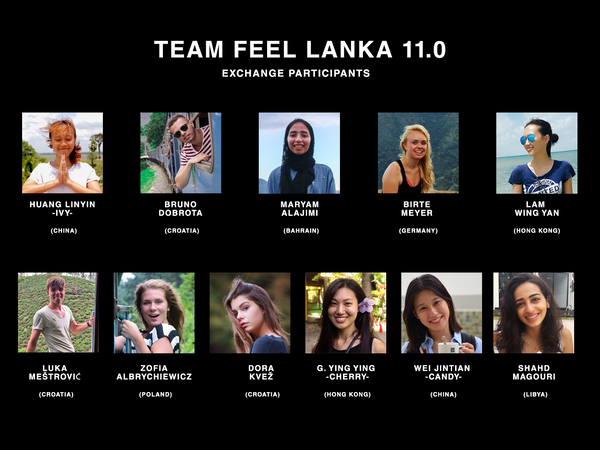 TEAM FEEL LANKA 11.0
EXCHANGE PARTICIPANTS
HUANG LINYIN
-IVY-
(CHINA)
BRUNO
DOBROTA
(CROATIA)
MARYAM
ALAJIMI
(BAHRAIN)
BIRTE
MEYER
(GERMANY)
LAM
WING YAN
(HONG KONG)
LUKA
MEŠTROVIĆ
(CROATIA)
ZOFIA
ALBRYCHIEWICZ
(POLAND)
DORA
KVEŽ
(CROATIA)
G. YING YING
-CHERRY-
(HONG KONG)
WEI JINTIAN
-CANDY-
(CHINA)
SHAHD
MAGOURI
(LIBYA)